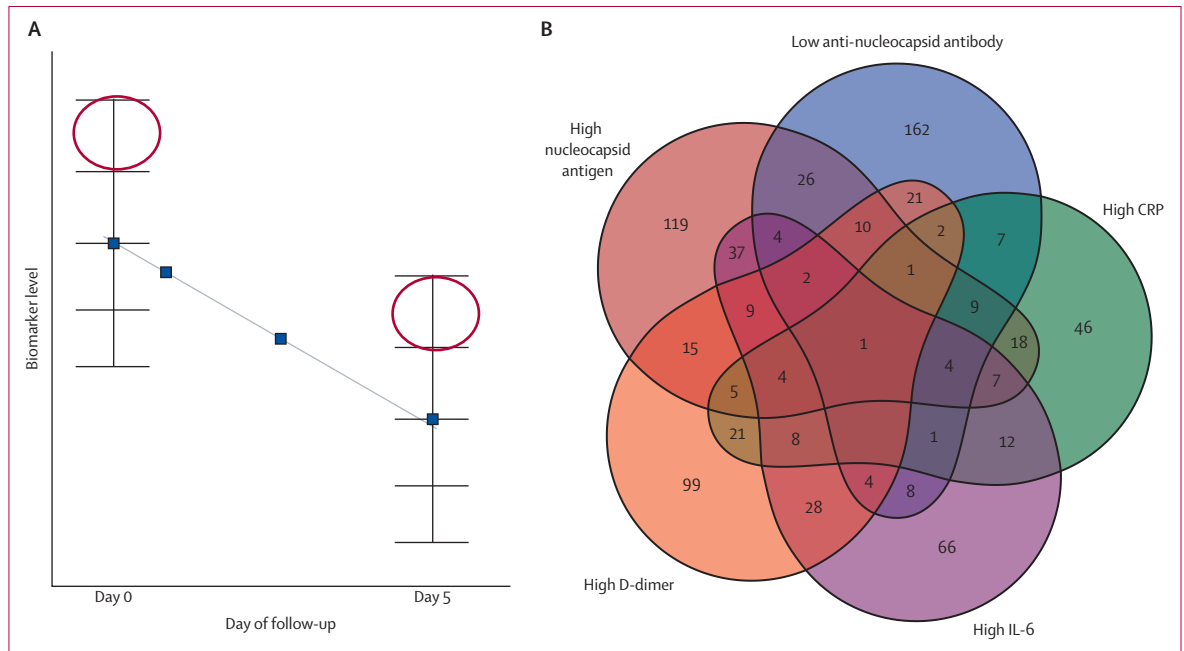 A
Biomarker level
Day 0
Day 5
Day of follow-up
B
Low anti-nucleocapsid antibody
High
nucleocapsid
antigen
High CRP
162
26
21
119
10
2
7
37
4
1
2
9
9
46
18
15
1
4
4
7
5
21
8
1
12
99
4
8
28
66
High D-dimer
High IL-6